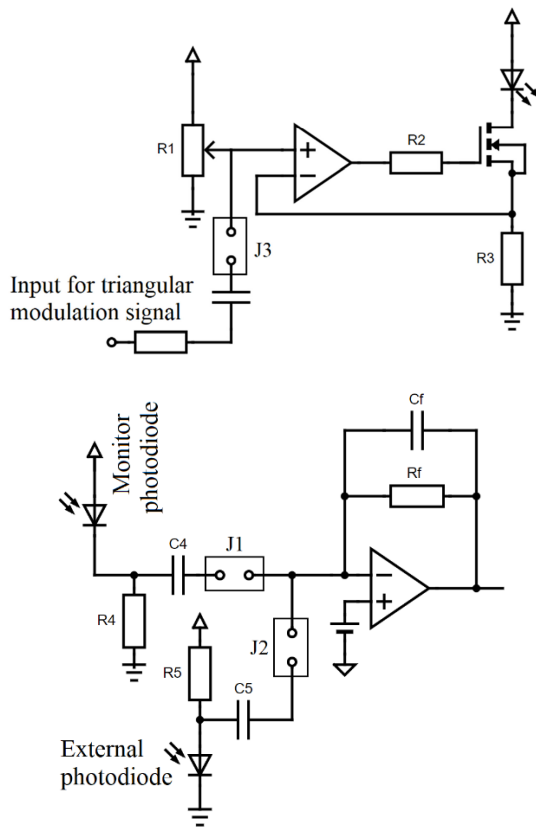 R1
R2
J3
R3
Input for triangular
modulation signal
Monitor
photodiode
Cf
Rf
C4
J1
R4
J2
R5
C5
External
photodiode